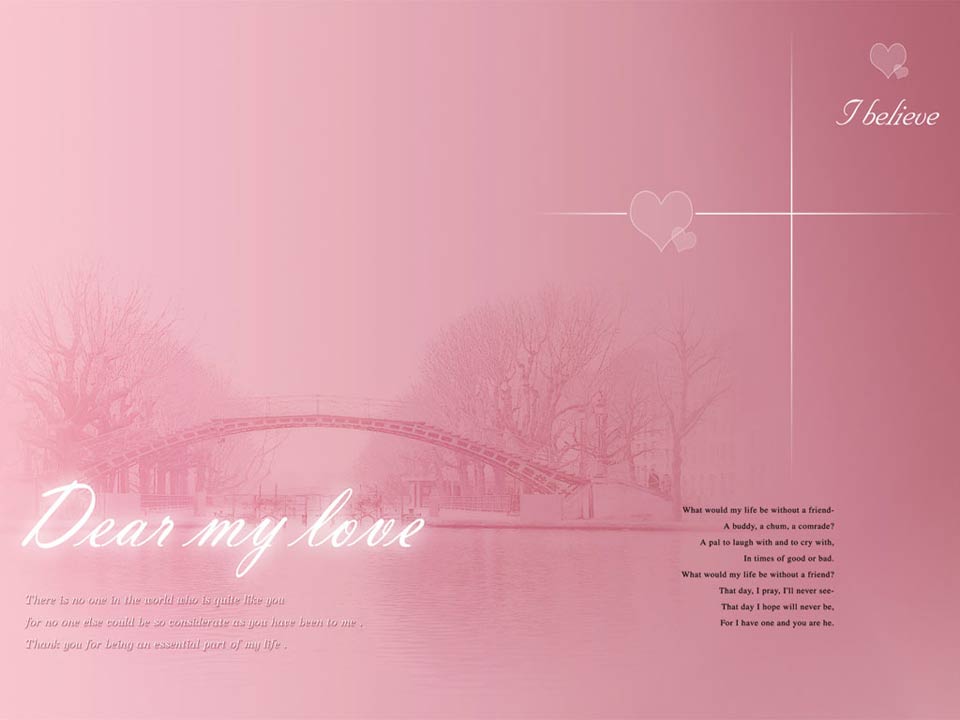 I believe
Dear my love
There is no one in the world who is quite like you
for no one else could be so considerate as you have been to me .
Thank you for being an essential part of my life .
What would my life be without a friend-
A buddy, a chum, a comrade?
A pal to laugh with and to cry with,
In times of good or bad.
What would my life be without a friend?
That day, I pray, I'll never see-
That day I hope will never be,
For I have one and you are he.